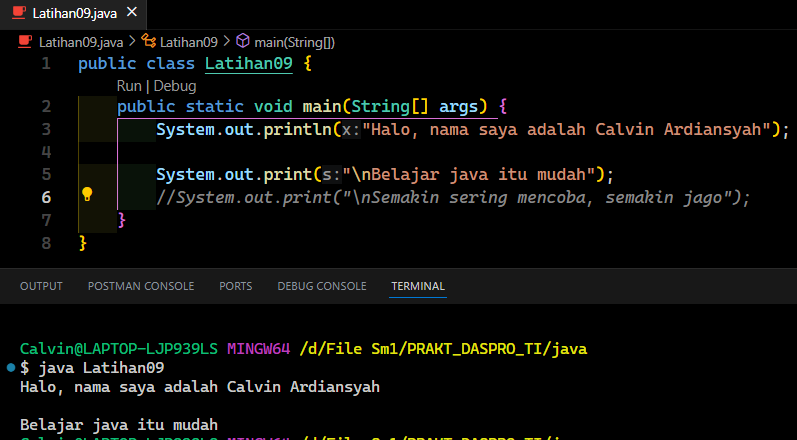 Latihan09.java ×
Latihan09.java > Latihan09 > main(String[])
1 public class Latihan09 {
Run | Debug
2 public static void main(String[] args) {
3 System.out.println(x:"Halo, nama saya adalah Calvin Ardiansyah");
4
5 System.out.print(s:"\nBelajar java itu mudah");
6 //System.out.print("\nSemakin sering mencoba, semakin jago");
7 }
8 }
OUTPUT POSTMAN CONSOLE PORTS DEBUG CONSOLE TERMINAL
Calvin@LAPTOP-LJP939LS MINGW64 /d/File Sm1/PRAKT_DASPRO_TI/java
$ java Latihan09
Halo, nama saya adalah Calvin Ardiansyah
Belajar java itu mudah